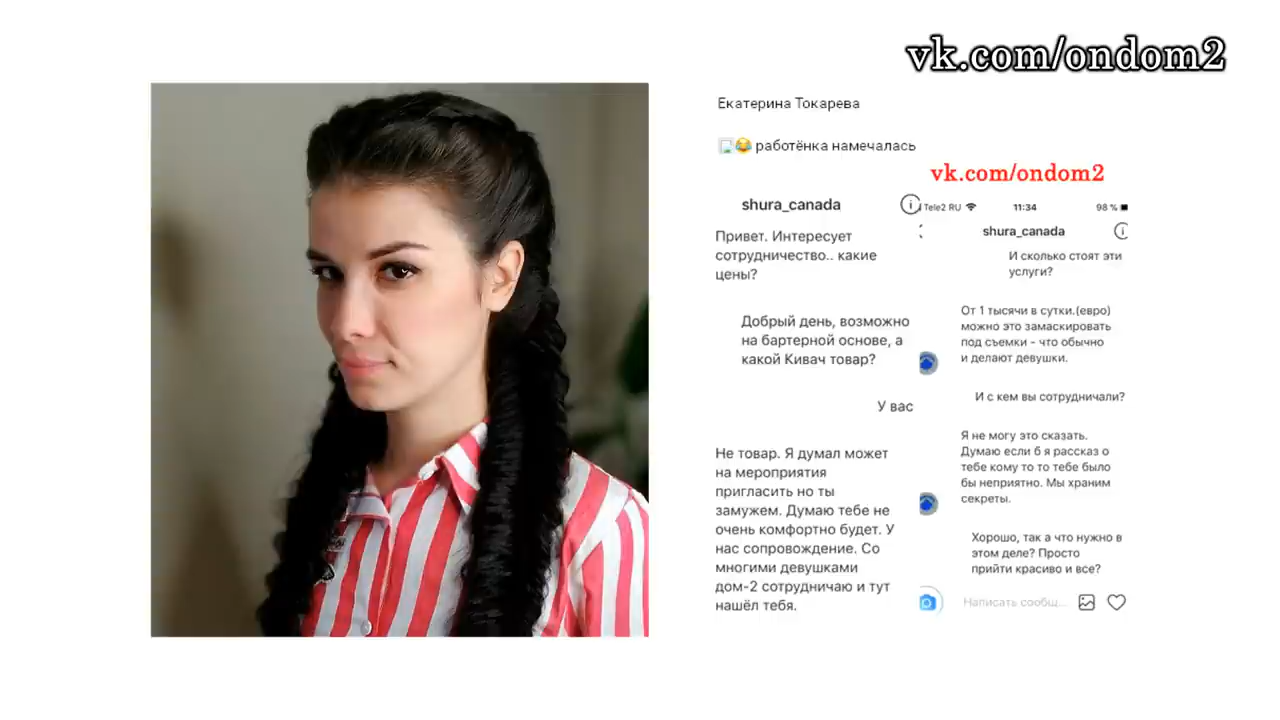 vk.com/ondom2
Екатерина Токарева
😂 работёнка намечалась
vk.com/ondom2
shura_canada
Привет. Интересует
сотрудничество.. какие
цены?
Добрый день, возможно
на бартерной основе, а
какой Кивач товар?
У вас
Не товар. Я думал может
на мероприятия
пригласить но ты
замужем. Думаю тебе не
очень комфортно будет. У
нас сопровождение. Со
многими девушками
дом-2 сотрудничаю и тут
нашёл тебя.
Tele2 RU 11:34 98 %
shura_canada
И сколько стоят эти
услуги?
От 1 тысячи в сутки.(евро)
можно это замаскировать
под съемки - что обычно
и делают девушки.
И с кем вы сотрудничали?
Я не могу это сказать.
Думаю если б я рассказ о
тебе кому то то тебе было
бы неприятно. Мы храним
секреты.
Хорошо, так а что нужно в
этом деле? Просто
прийти красиво и все?
Написать сообщ...